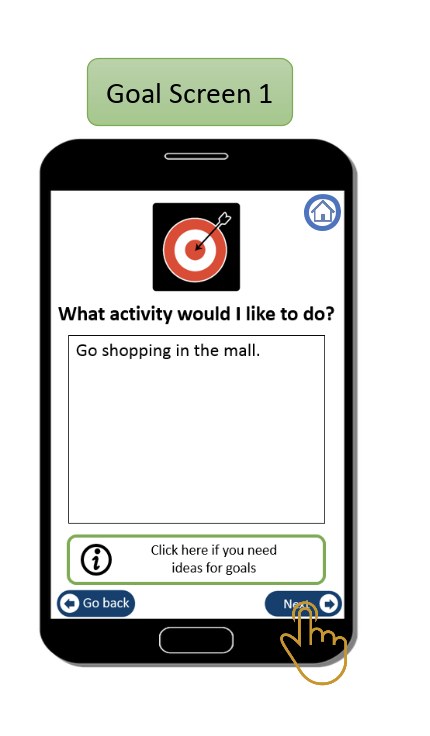 Goal Screen 1
What activity would I like to do?
Go shopping in the mall.
Click here if you need
ideas for goals
Go back
Next